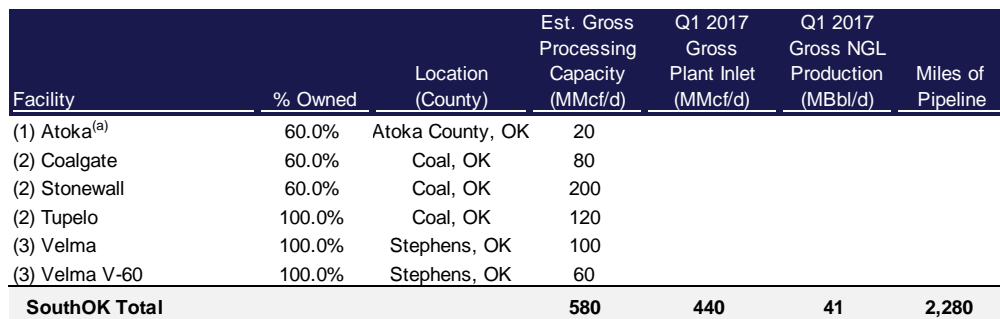 Est. Gross Q1 2017 Q1 2017
Processing Gross Gross NGL
Location Capacity Plant Inlet Production Miles of
Facility % Owned (County) (MMcf/d) (MMcf/d) (MBbl/d) Pipeline
(1) Atoka(a) 60.0% Atoka County, OK 20
(2) Coalgate 60.0% Coal, OK 80
(2) Stonewall 60.0% Coal, OK 200
(2) Tupelo 100.0% Coal, OK 120
(3) Velma 100.0% Stephens, OK 100
(3) Velma V-60 100.0% Stephens, OK 60
SouthOK Total 580 440 41 2,280